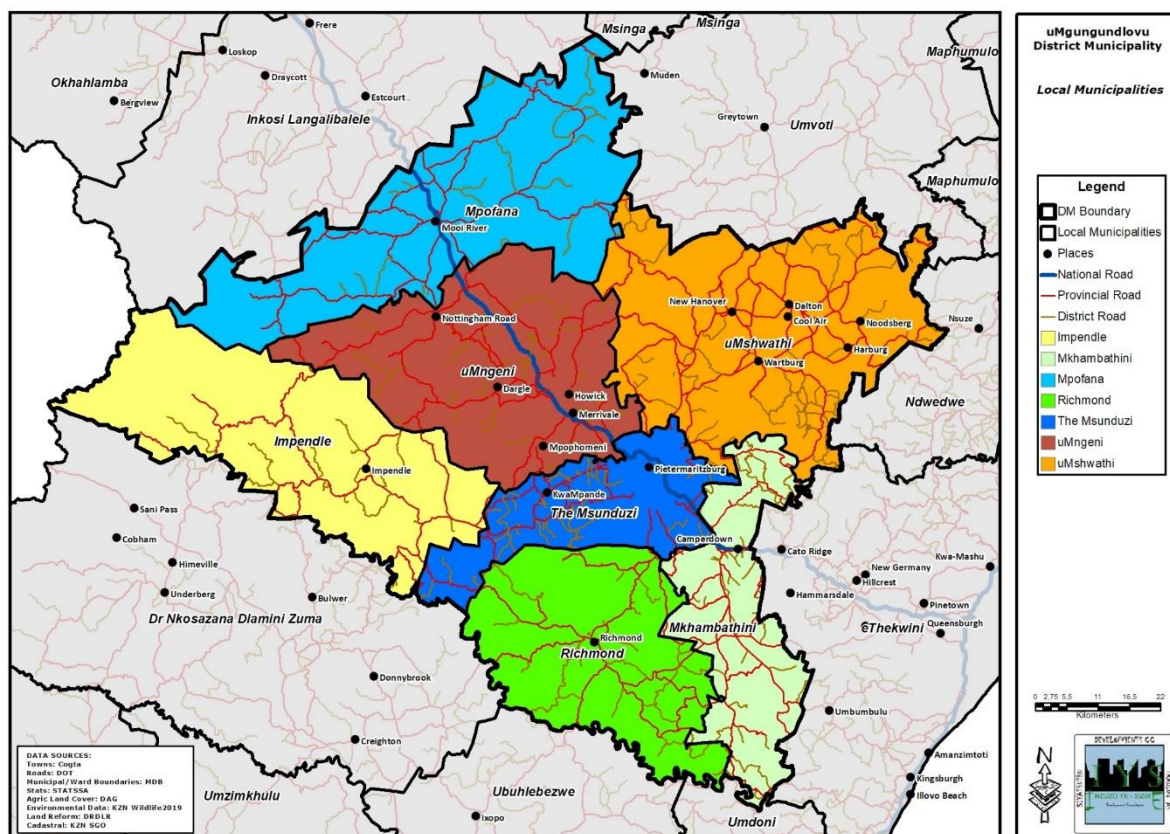 uMgungundlovu
District Municipality
Local Municipalities
Legend
DM Boundary
Local Municipalities
Places
National Road
Provincial Road
District Road
Impendle
Mkhambathini
Mpofana
Richmond
The Msunduzi
uMngeni
uMshwathi
0 2,75 5,5 11 16,5 22
Kilometers
N
DEVELOPMENTS CC
MZUZO YE - SIZWE
Frere
Msinga
Msinga
Loskop
Maphumulo
Draycott
Muden
Okhahlamba
Bergview
Estcourt
Inkosi Langalibalele
Greytown
Umvoti
Maphumulo
Mpofana
Mooi River
New Hanover
Dalton
Cool Air
Noodsberg
Nsuze
Nottingham Road
uMshwathi
Harburg
Wartburg
uMngeni
Dargle
Howick
Merrivale
Ndwedwe
Impendle
Impendle
Mpophomeni
Pietermaritzburg
KwaMpande
The Msunduzi
Sani Pass
Cobham
Himeville
Underberg
Bulwer
Dr Nkosazana Dlamini Zuma
Camperdown
Cato Ridge
Kwa-Mashu
New Germany
Hillcrest
Hammarsdale
Pinetown
Queensburgh
eThekwini
Mkhambathini
Richmond
Richmond
Donnybrook
Umbumbulu
Creighton
Amanzimtoti
Kingsburgh
Illovo Beach
Umzimkhulu
Ubuhlebezwe
Ixopo
Umdoni
DATA SOURCES:
Towns: Cogta
Roads: DOT
Municipal/Ward Boundaries: MDB
Stats: STATSSA
Agric Land Cover: DAG
Environmental Data: KZN Wildlife2019
Land Reform: DRDLR
Cadastral: KZN SGO